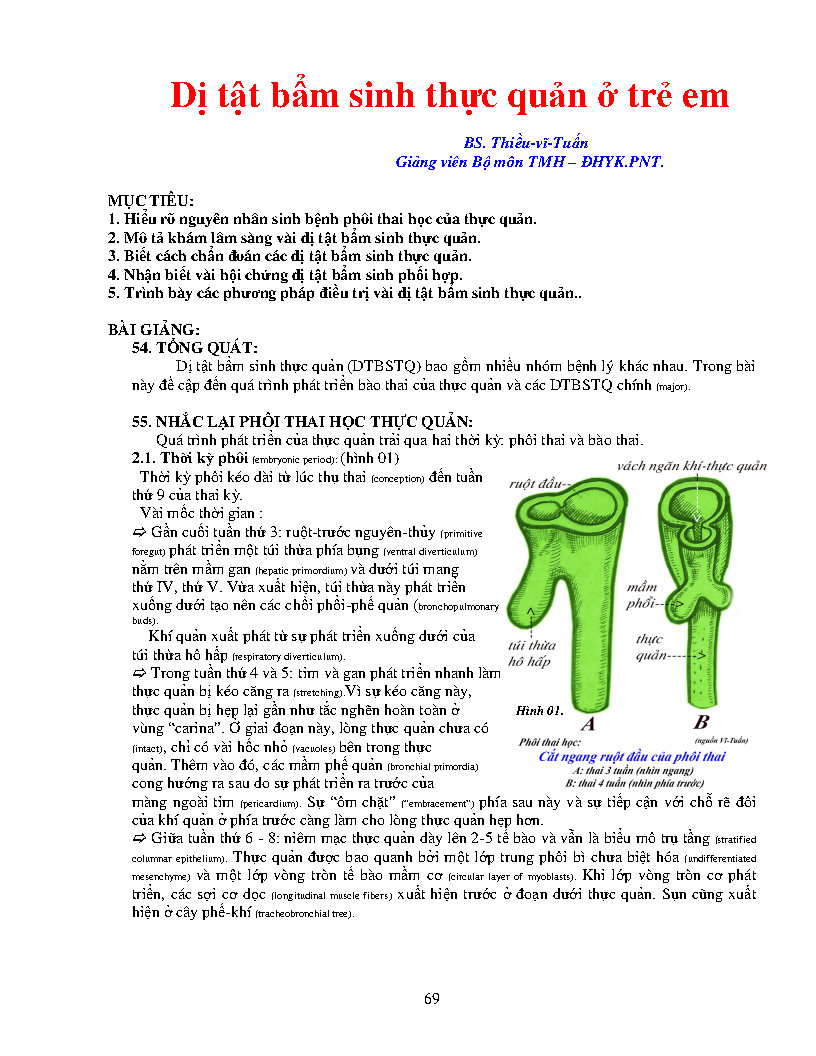 Dị tật bẩm sinh thực quản ở trẻ em
BS. Thiều-vĩ-Tuấn
Giảng viên Bộ môn TMH – ĐHYK.PNT.
MỤC TIÊU:
1. Hiểu rõ nguyên nhân sinh bệnh phôi thai học của thực quản.
2. Mô tả khám lâm sàng vài dị tật bẩm sinh thực quản.
3. Biết cách chẩn đoán các dị tật bẩm sinh thực quản.
4. Nhận biết vài hội chứng dị tật bẩm sinh phối hợp.
5. Trình bày các phương pháp điều trị vài dị tật bẩm sinh thực quản..
BÀI GIẢNG:
54. TỔNG QUÁT:
Dị tật bẩm sinh thực quản (DTBSTQ) bao gồm nhiều nhóm bệnh lý khác nhau. Trong bài
này đề cập đến quá trình phát triển bào thai của thực quản và các DTBSTQ chính (major).
55. NHẮC LẠI PHÔI THAI HỌC THỰC QUẢN:
Quá trình phát triển của thực quản trải qua hai thời kỳ: phôi thai và bào thai.
2.1. Thời kỳ phôi (embryonic period): (hình 01)
Thời kỳ phôi kéo dài từ lúc thụ thai (conception) đến tuần
thứ 9 của thai kỳ.
Vài mốc thời gian :
➯ Gần cuối tuần thứ 3: ruột-trước nguyên-thủy (primitive
foregut) phát triển một túi thừa phía bụng (ventral diverticulum)
nằm trên mầm gan (hepatic primordium) và dưới túi mang
thứ IV, thứ V. Vừa xuất hiện, túi thừa này phát triển
xuống dưới tạo nên các chồi phổi-phế quản (bronchopulmonary
buds).
Khí quản xuất phát từ sự phát triển xuống dưới của
túi thừa hô hấp (respiratory diverticulum).
➯ Trong tuần thứ 4 và 5: tim và gan phát triển nhanh làm
thực quản bị kéo căng ra (stretching).Vì sự kéo căng này,
thực quản bị hẹp lại gần như tắc nghẽn hoàn toàn ở
vùng “carina”. Ở giai đoạn này, lòng thực quản chưa có
(intact), chỉ có vài hốc nhỏ (vacuoles) bên trong thực
quản. Thêm vào đó, các mầm phế quản (bronchial primordia)
cong hướng ra sau do sự phát triển ra trước của
màng ngoài tim (pericardium). Sự “ôm chặt” (“embracement”) phía sau này và sự tiếp cận với chỗ rẽ đôi
của khí quản ở phía trước càng làm cho lòng thực quản hẹp hơn.
➯ Giữa tuần thứ 6 - 8: niêm mạc thực quản dày lên 2-5 tế bào và vẫn là biểu mô trụ tầng (stratified
columnar epithelium). Thực quản được bao quanh bởi một lớp trung phôi bì chưa biệt hóa (undifferentiated
mesenchyme) và một lớp vòng tròn tế bào mầm cơ (circular layer of myoblasts). Khi lớp vòng tròn cơ phát
triển, các sợi cơ dọc (longitudinal muscle fibers) xuất hiện trước ở đoạn dưới thực quản. Sụn cũng xuất
hiện ở cây phế-khí (tracheobronchial tree).
vách ngăn khí-thực quản
ruột đầu--
mầm
phổi-----
túi thừa
hô hấp
thực
quản------
Hình 01.
A
B
Phôi thai học:
(nguồn Vĩ-Tuấn)
Cắt ngang ruột đầu của phôi thai
A: thai 3 tuần (nhìn ngang)
B: thai 4 tuần (nhìn phía trước)
69